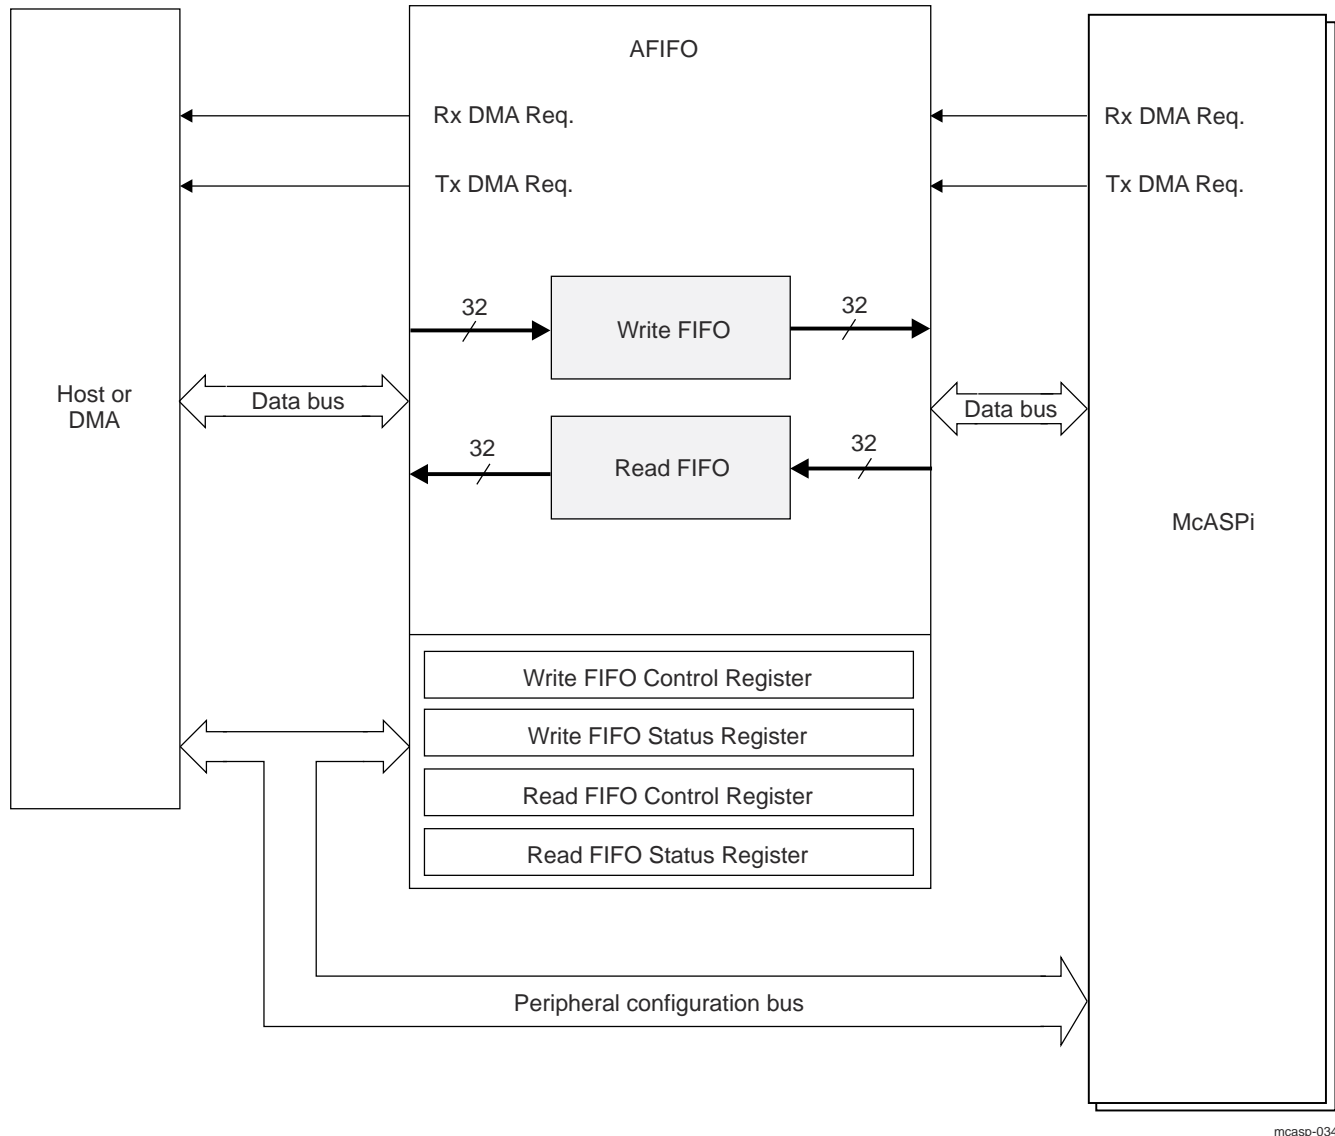 AFIFO
Rx DMA Req.
Rx DMA Req.
Tx DMA Req.
Tx DMA Req.
32
32
Write FIFO
Host or
DMA
Data bus
Data bus
32
32
Read FIFO
McASPi
Write FIFO Control Register
Write FIFO Status Register
Read FIFO Control Register
Read FIFO Status Register
Peripheral configuration bus
mcasp-034